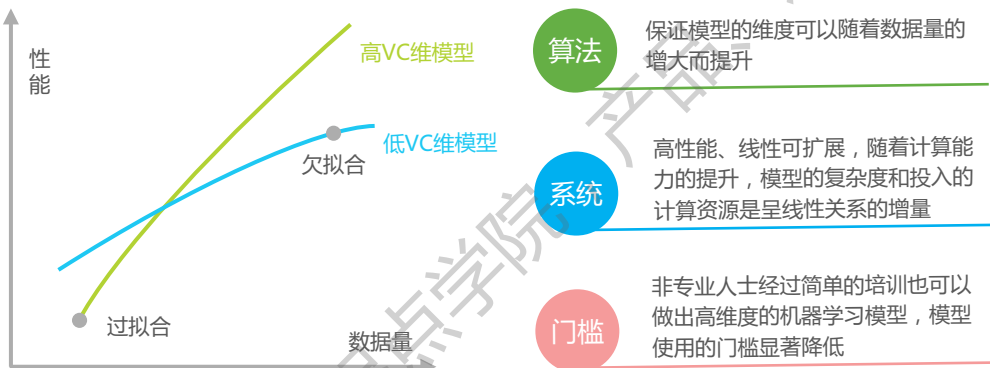 性
能
高VC维模型
低VC维模型
欠拟合
过拟合
数据量
算法
保证模型的维度可以随着数据量的
增大而提升
系统
高性能、线性可扩展，随着计算能
力的提升，模型的复杂度和投入的
计算资源是呈线性关系的增量
门槛
非专业人士经过简单的培训也可以
做出高维度的机器学习模型，模型
使用的门槛显著降低
点学院 产品